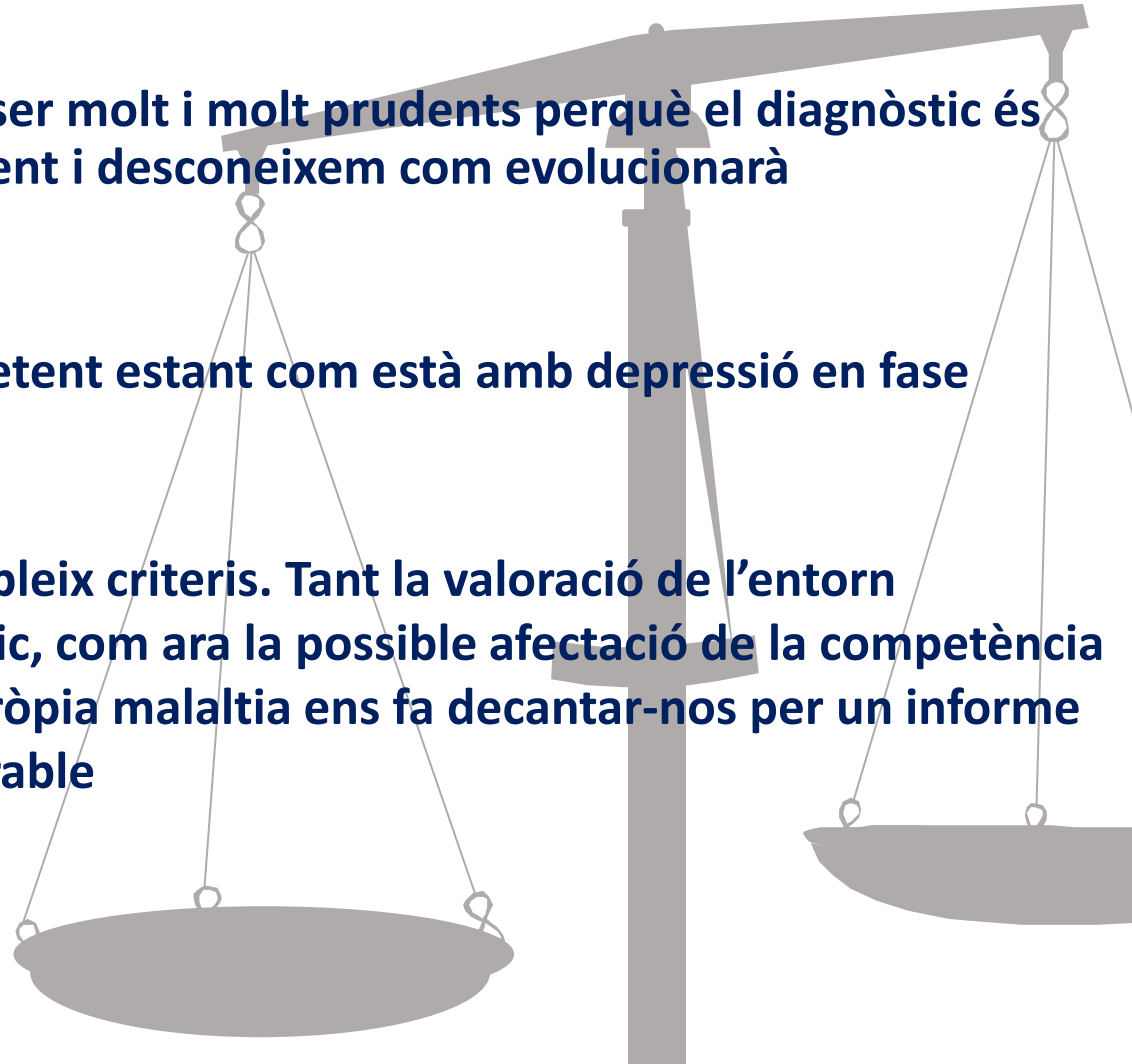 ser molt i molt prudents perquè el diagnòstic és
ent i desconeixem com evolucionarà
etent estant com està amb depressió en fase
pleix criteris. Tant la valoració de l’entorn
ic, com ara la possible afectació de la competència
ròpia malaltia ens fa decantar-nos per un informe
rable